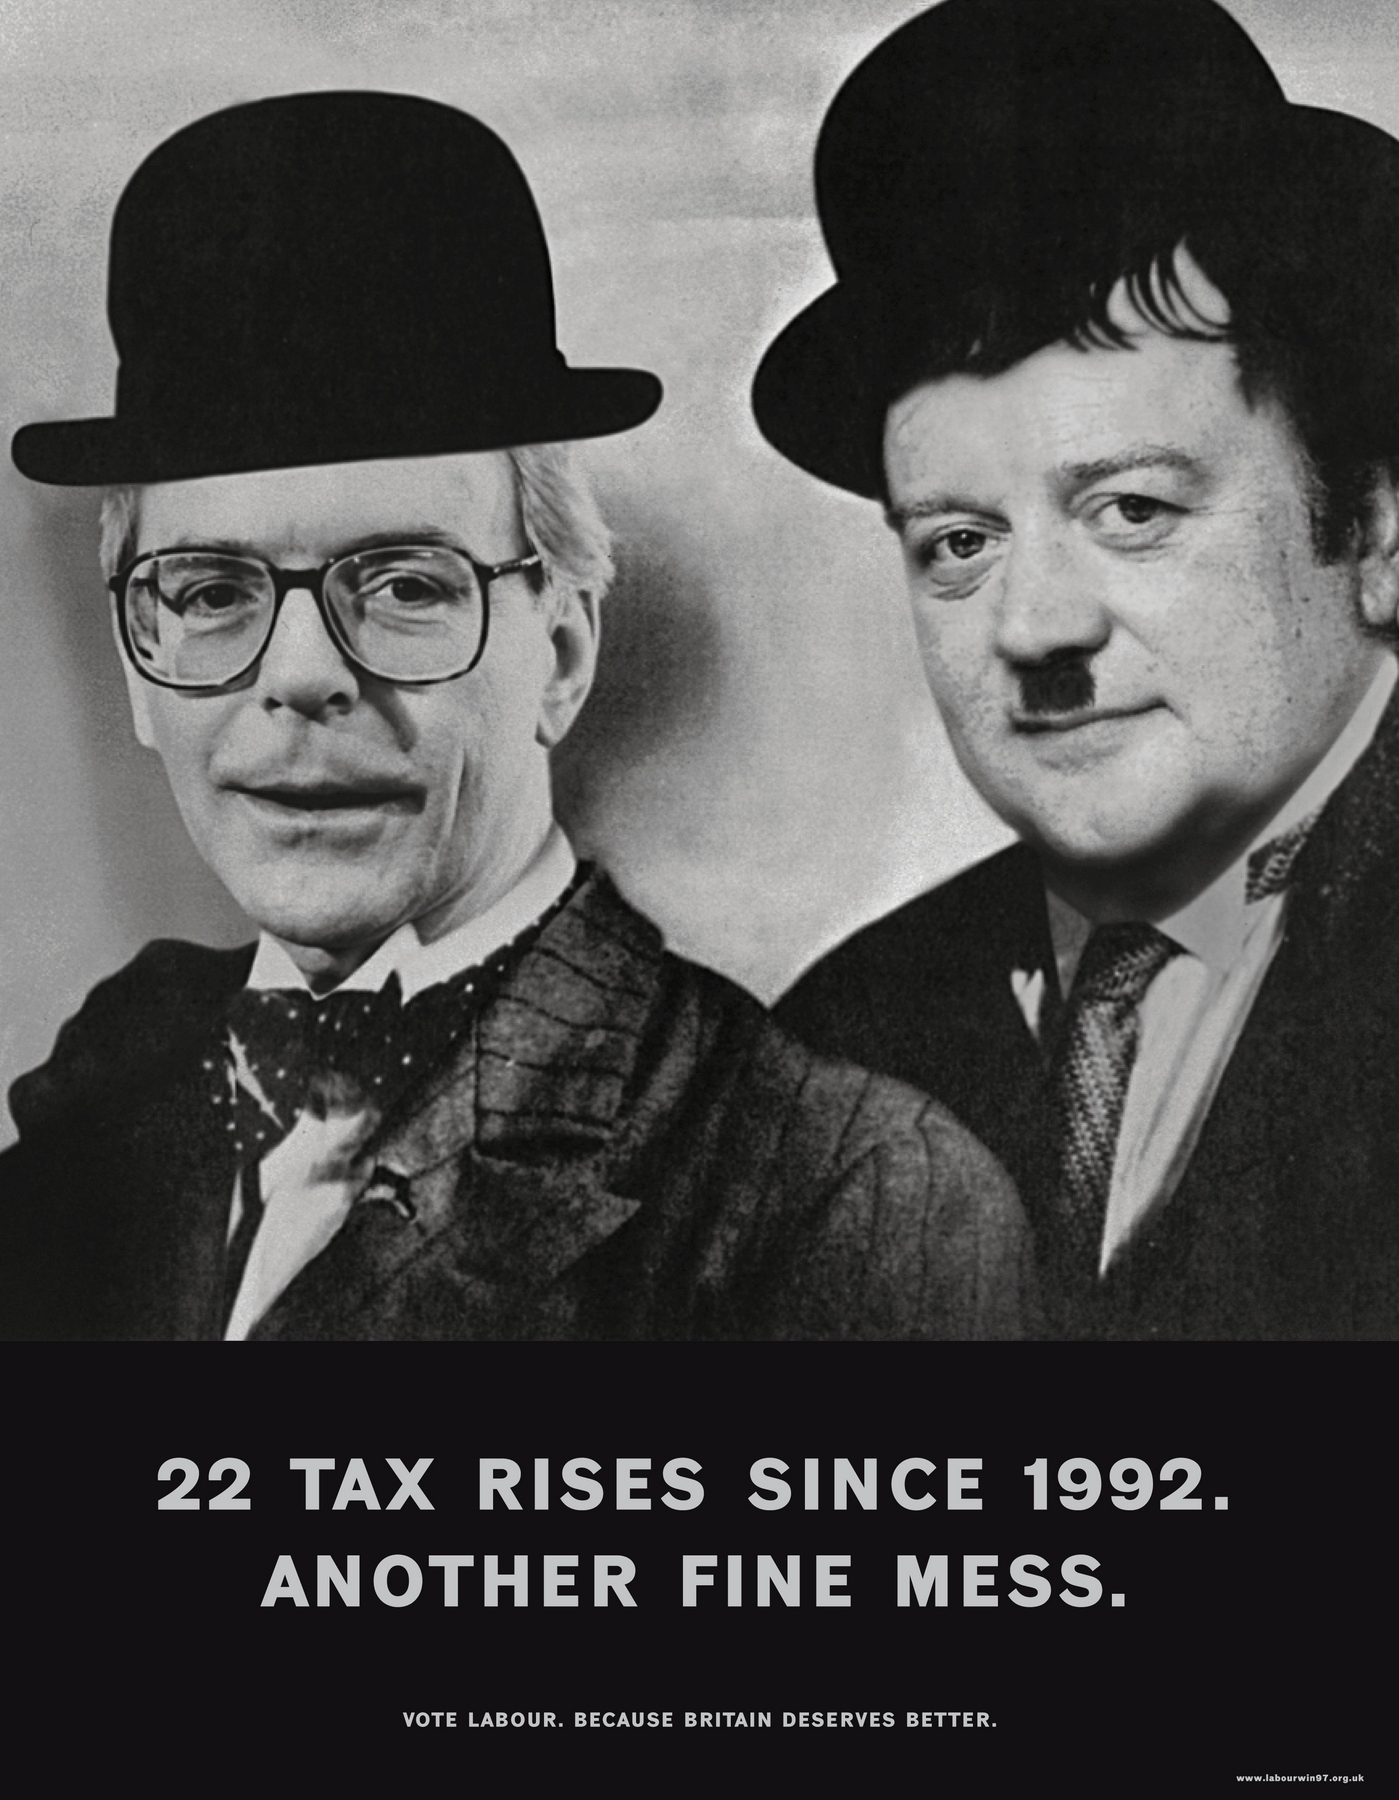 22 TAX RISES SINCE 1992.
ANOTHER FINE MESS.
VOTE LABOUR. BECAUSE BRITAIN DESERVES BETTER.
www.labourwin97.org.uk